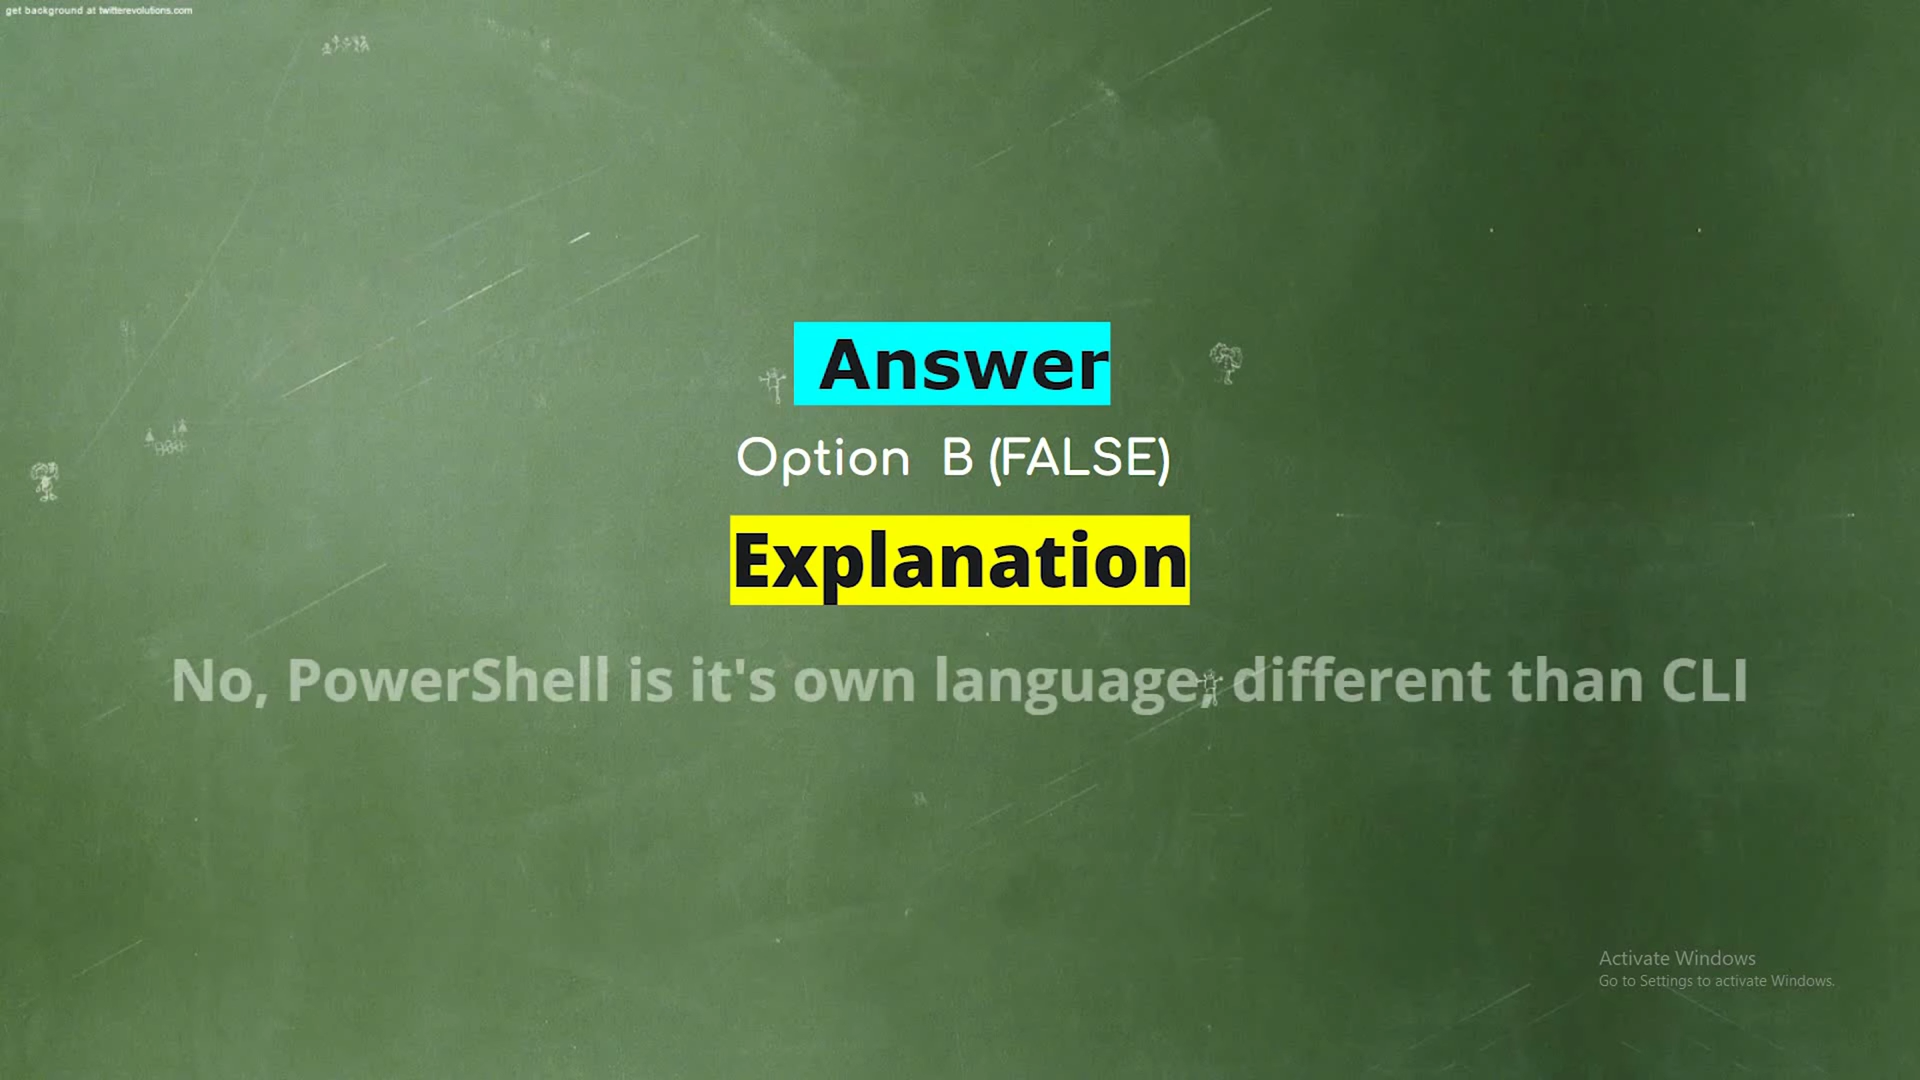 get background at twitterevolutions.com
Answer
Option B (FALSE)
Explanation
No, PowerShell is it's own language, different than CLI
Activate Windows
Go to Settings to activate Windows.